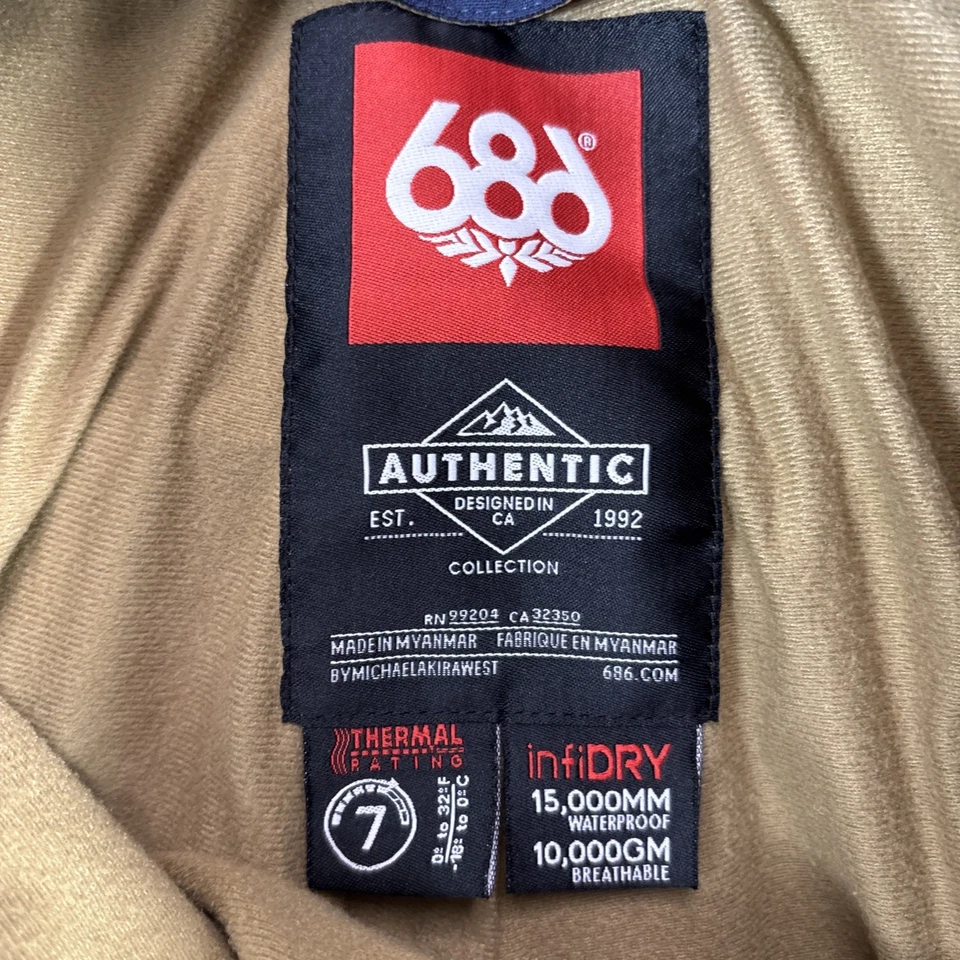 686®
AUTHENTIC
DESIGNED IN
EST. CA 1992
COLLECTION
RN 99204 CA 32350
MADE IN MYANMAR FABRIQUE EN MYANMAR
BYMICHAELAKIRAWEST 686.COM
THERMAL
RATING
7
0° to 32°F
-18° to 0°C
infiDRY
15,000MM
WATERPROOF
10,000GM
BREATHABLE